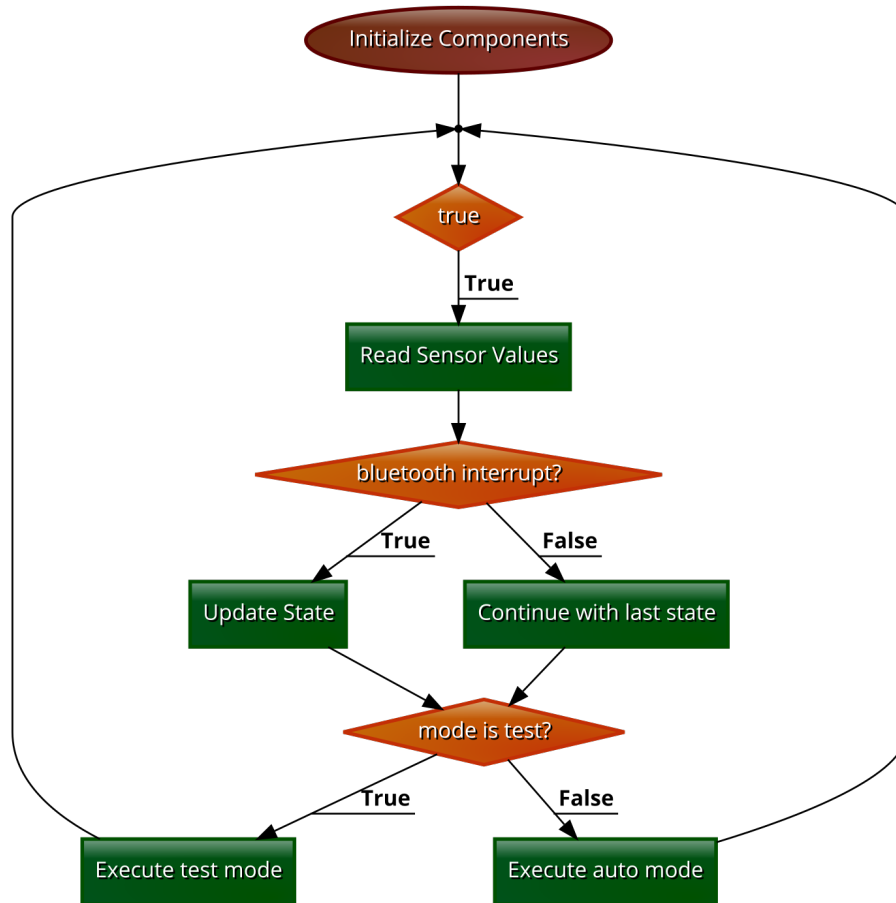 Initialize Components
true
True
Read Sensor Values
bluetooth interrupt?
True
False
Update State
Continue with last state
mode is test?
True
False
Execute test mode
Execute auto mode